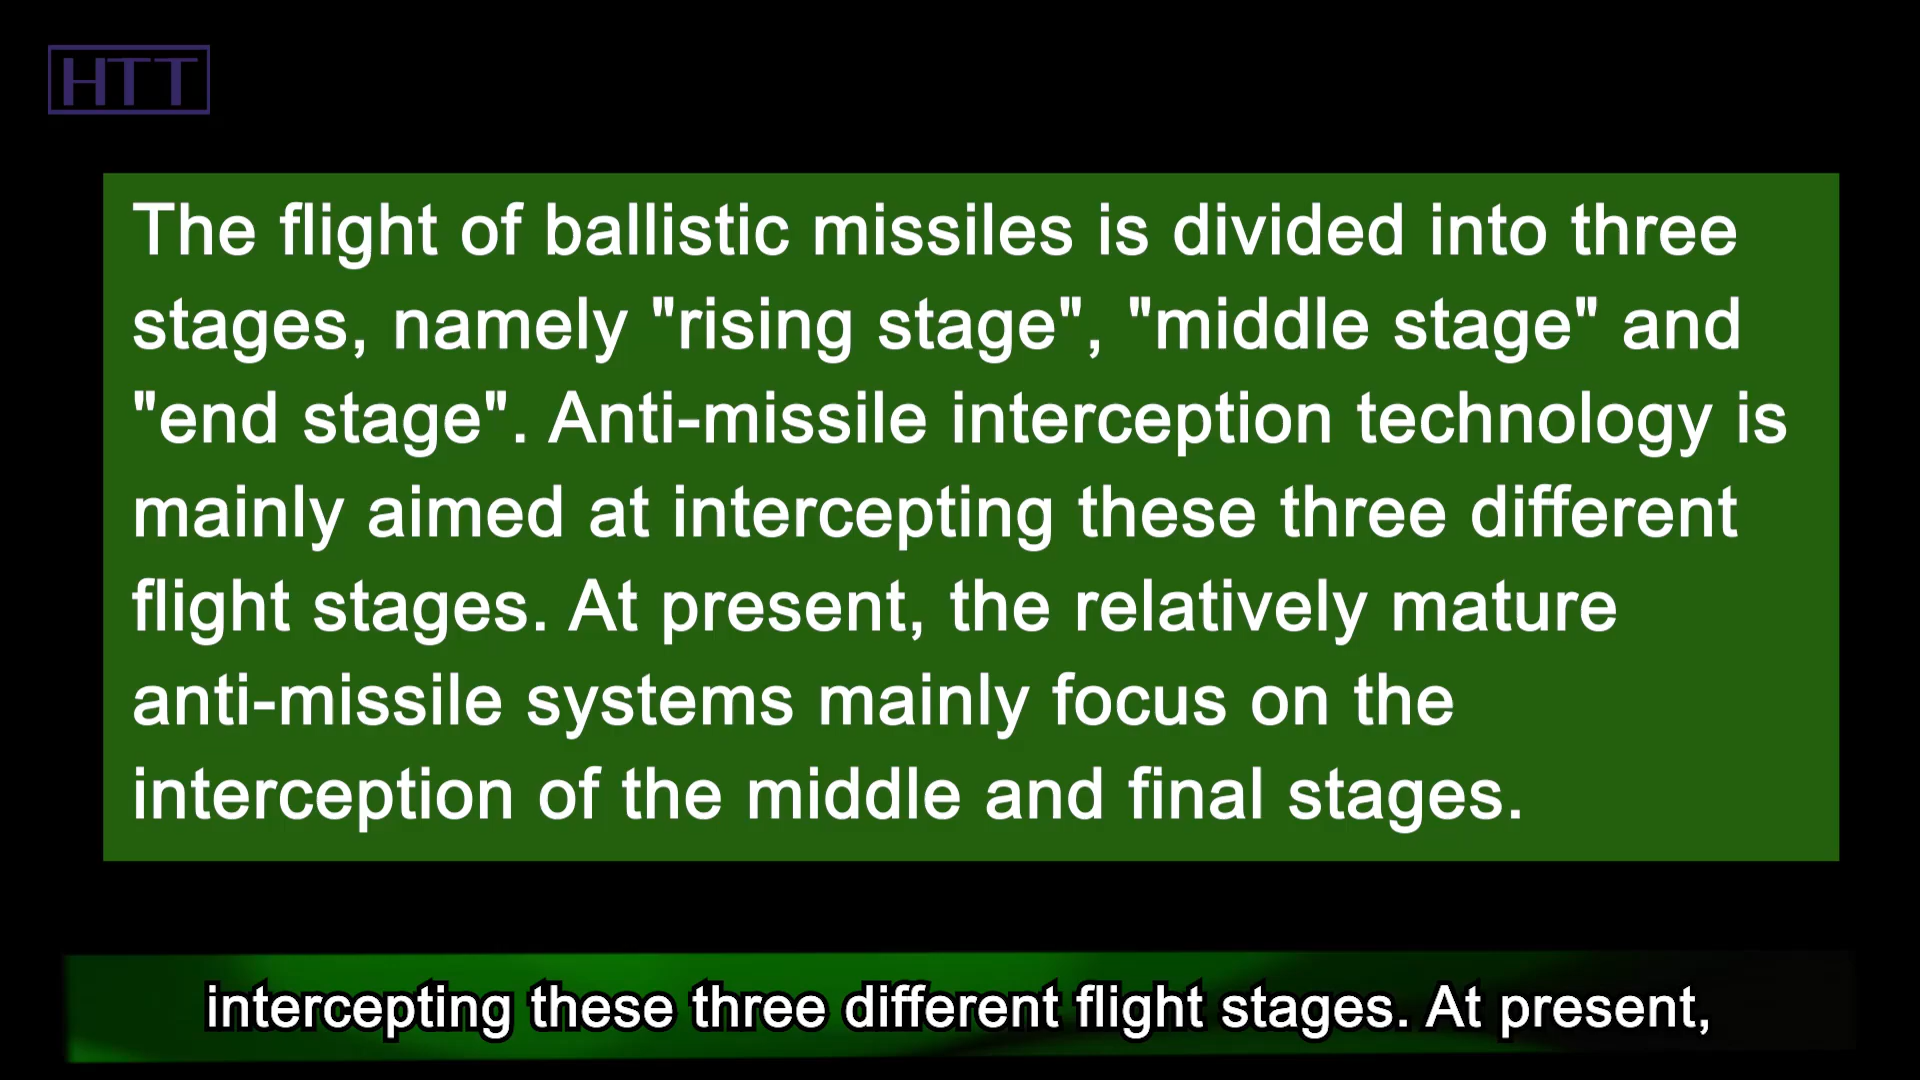 HTT
The flight of ballistic missiles is divided into three
stages, namely "rising stage", "middle stage" and
"end stage". Anti-missile interception technology is
mainly aimed at intercepting these three different
flight stages. At present, the relatively mature
anti-missile systems mainly focus on the
interception of the middle and final stages.
intercepting these three different flight stages. At present,